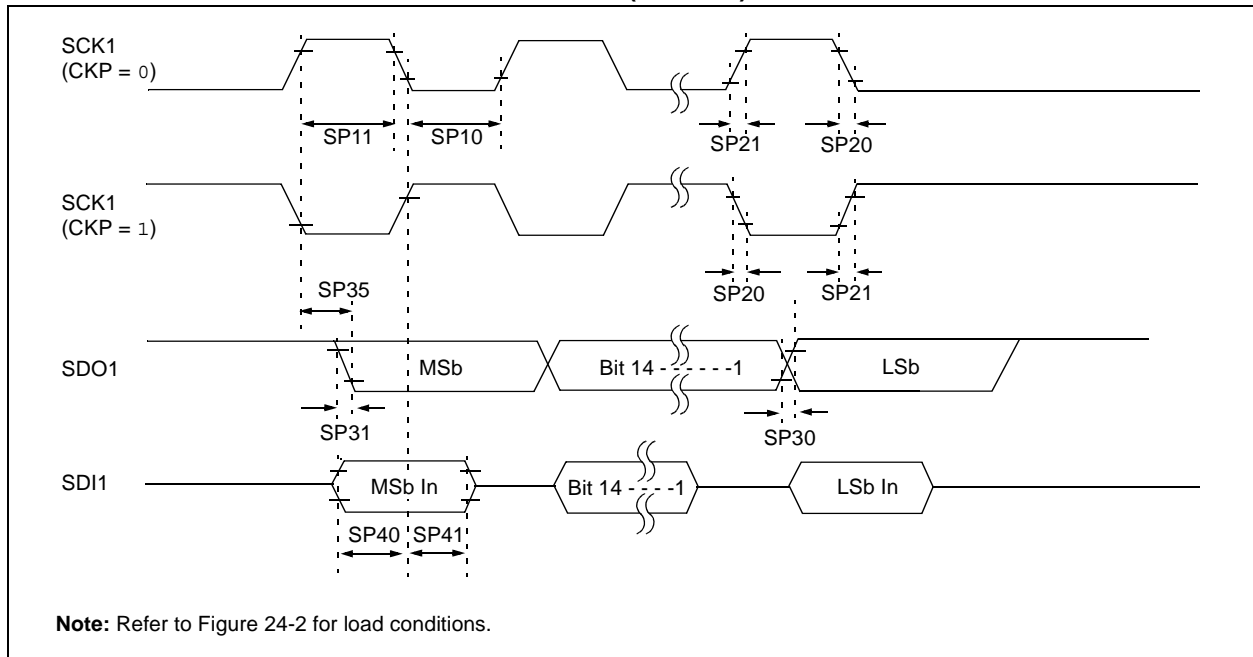 SCK1
(CKP = 0)
SP11
SP10
SP21
SP20
SCK1
(CKP = 1)
SP35
SP20
SP21
SDO1
MSb
Bit 14 - - - - - -1
LSb
SP31
SP30
SDI1
MSb In
Bit 14 - - - -1
LSb In
SP40
SP41
Note: Refer to Figure 24-2 for load conditions.